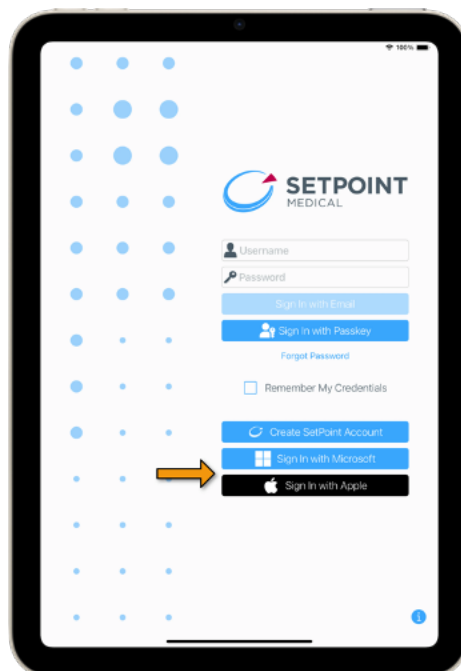 100%
SETPOINT
MEDICAL
Username
Password
Sign In with Email
Sign In with Passkey
Forgot Password
Remember My Credentials
Create SetPoint Account
Sign In with Microsoft
Sign In with Apple
i